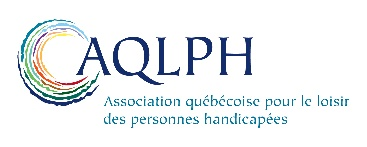 AQLPH
Association québécoise pour le loisir
des personnes handicapées